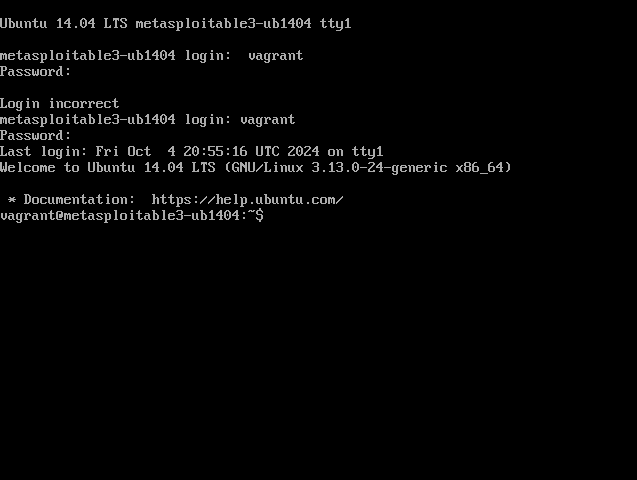 Ubuntu 14.04 LTS metasploitable3-ub1404 tty1
metasploitable3-ub1404 login:  vagrant
Password:
Login incorrect
metasploitable3-ub1404 login: vagrant
Password:
Last login: Fri Oct  4 20:55:16 UTC 2024 on tty1
Welcome to Ubuntu 14.04 LTS (GNU/Linux 3.13.0-24-generic x86_64)
 * Documentation:  https://help.ubuntu.com/
vagrant@metasploitable3-ub1404:~$